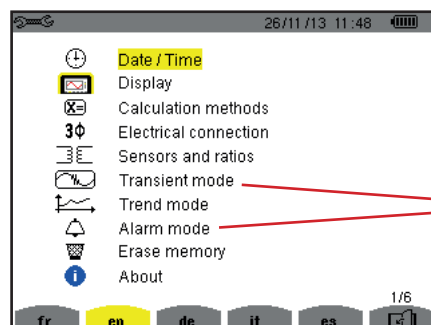 26/11/13 11:48
Date / Time
Display
X= Calculation methods
3Φ Electrical connection
Sensors and ratios
Transient mode
Trend mode
Alarm mode
Erase memory
i About
1/6
fr en de it es